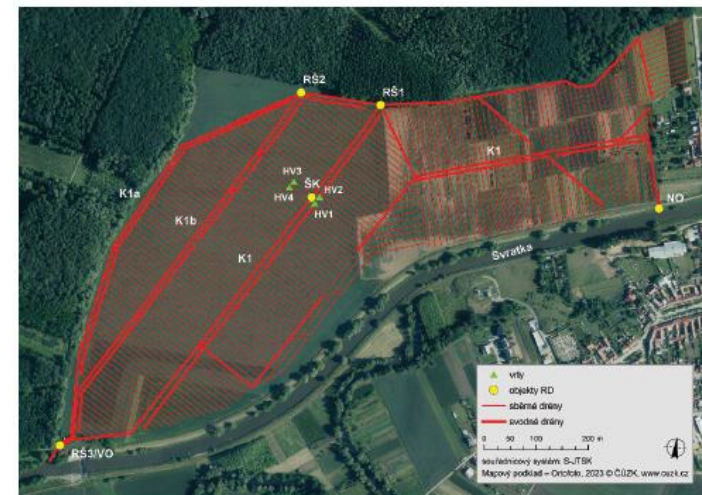 RŠ2
RŠ1
K1
HV3
ŠK
HV4
HV2
HV1
K1a
K1b
K1
NO
Svratka
RŠ3/VO
vrty
objekty RD
sběrné drény
svodné drény
0 50 100 200 m
souřadnicový systém: S-JTSK
Mapový podklad – Ortofoto, 2023 © ČÚZK, www.cuzk.cz